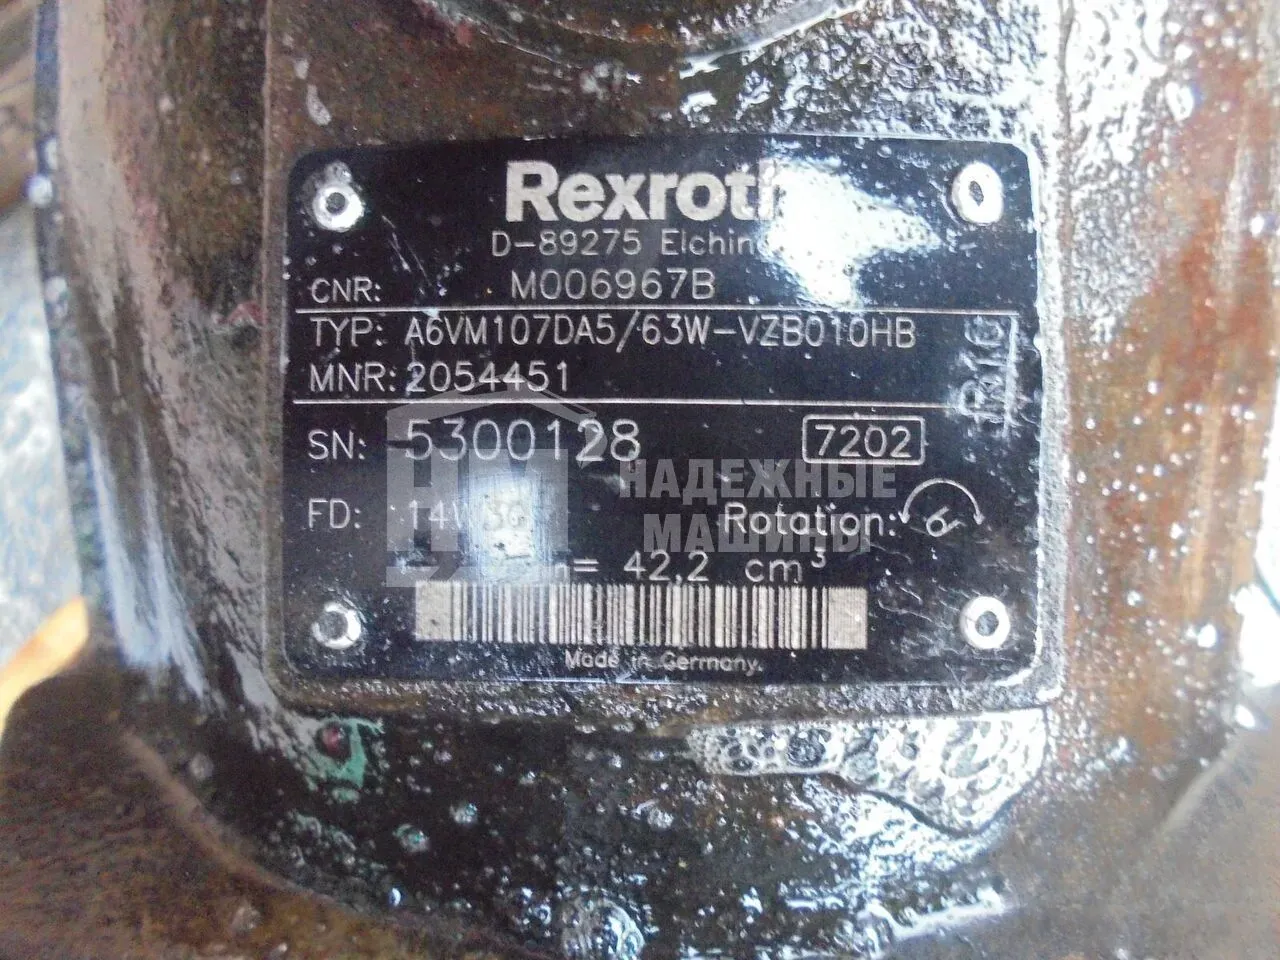 Rexroth
D-89275 Elchin
CNR: M006967B
TYP: A6VM107DA5/63W-VZB010HB
MNR: 2054451
SN: 5300128 7202
FD: 14W Rotation:
= 42,2 cm³
Made in Germany.
НАДЕЖНЫЕ
МАШИНЫ